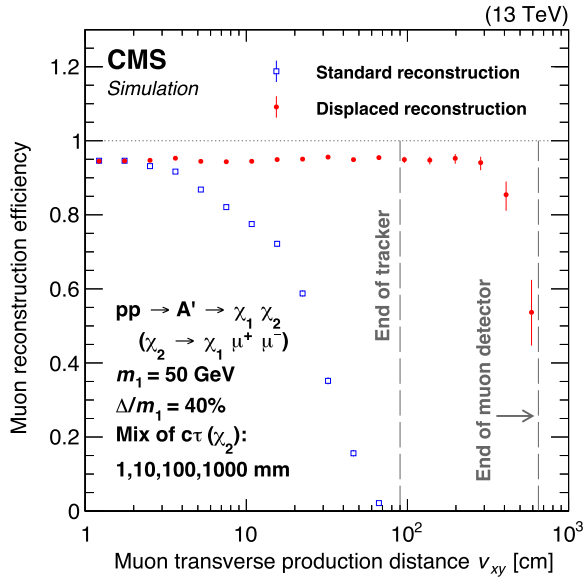 (13 TeV)
CMS
Simulation
Standard reconstruction
Displaced reconstruction
Muon reconstruction efficiency
1.2
1
0.8
0.6
0.4
0.2
0
End of tracker
End of muon detector
pp → A' → χ₁ χ₂
(χ₂ → χ₁ μ⁺ μ⁻)
m₁ = 50 GeV
Δ/m₁ = 40%
Mix of cτ (χ₂):
1,10,100,1000 mm
1 10 10² 10³
Muon transverse production distance vₓᵧ [cm]